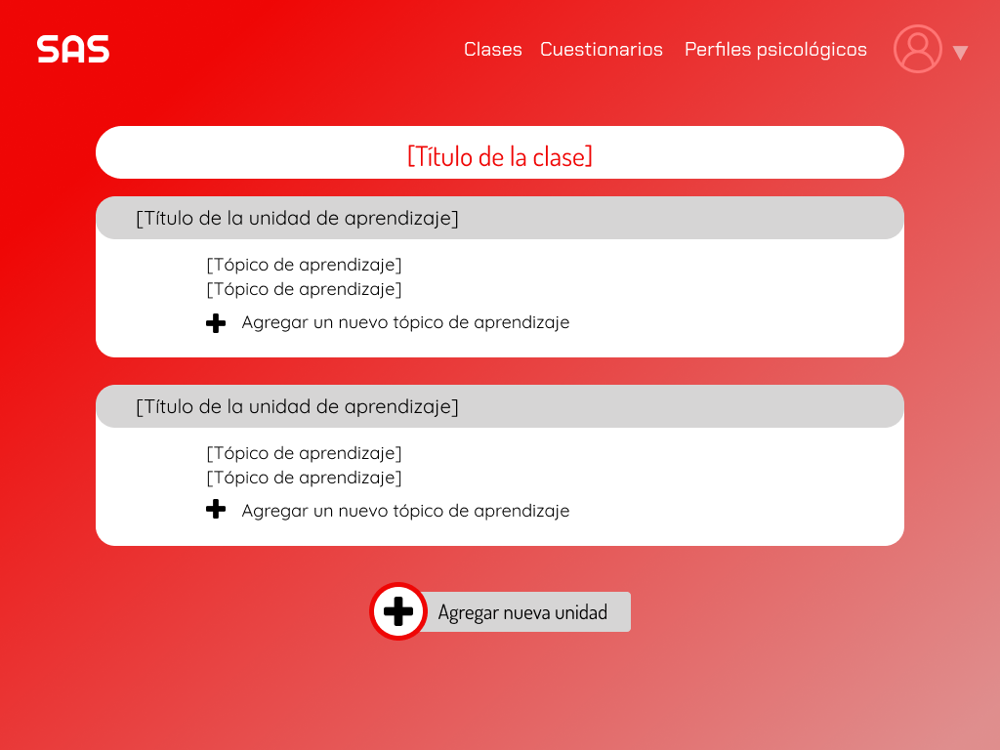 SAS
Clases Cuestionarios Perfiles psicológicos
[Título de la clase]
[Título de la unidad de aprendizaje]
[Tópico de aprendizaje]
[Tópico de aprendizaje]
Agregar un nuevo tópico de aprendizaje
[Título de la unidad de aprendizaje]
[Tópico de aprendizaje]
[Tópico de aprendizaje]
Agregar un nuevo tópico de aprendizaje
Agregar nueva unidad